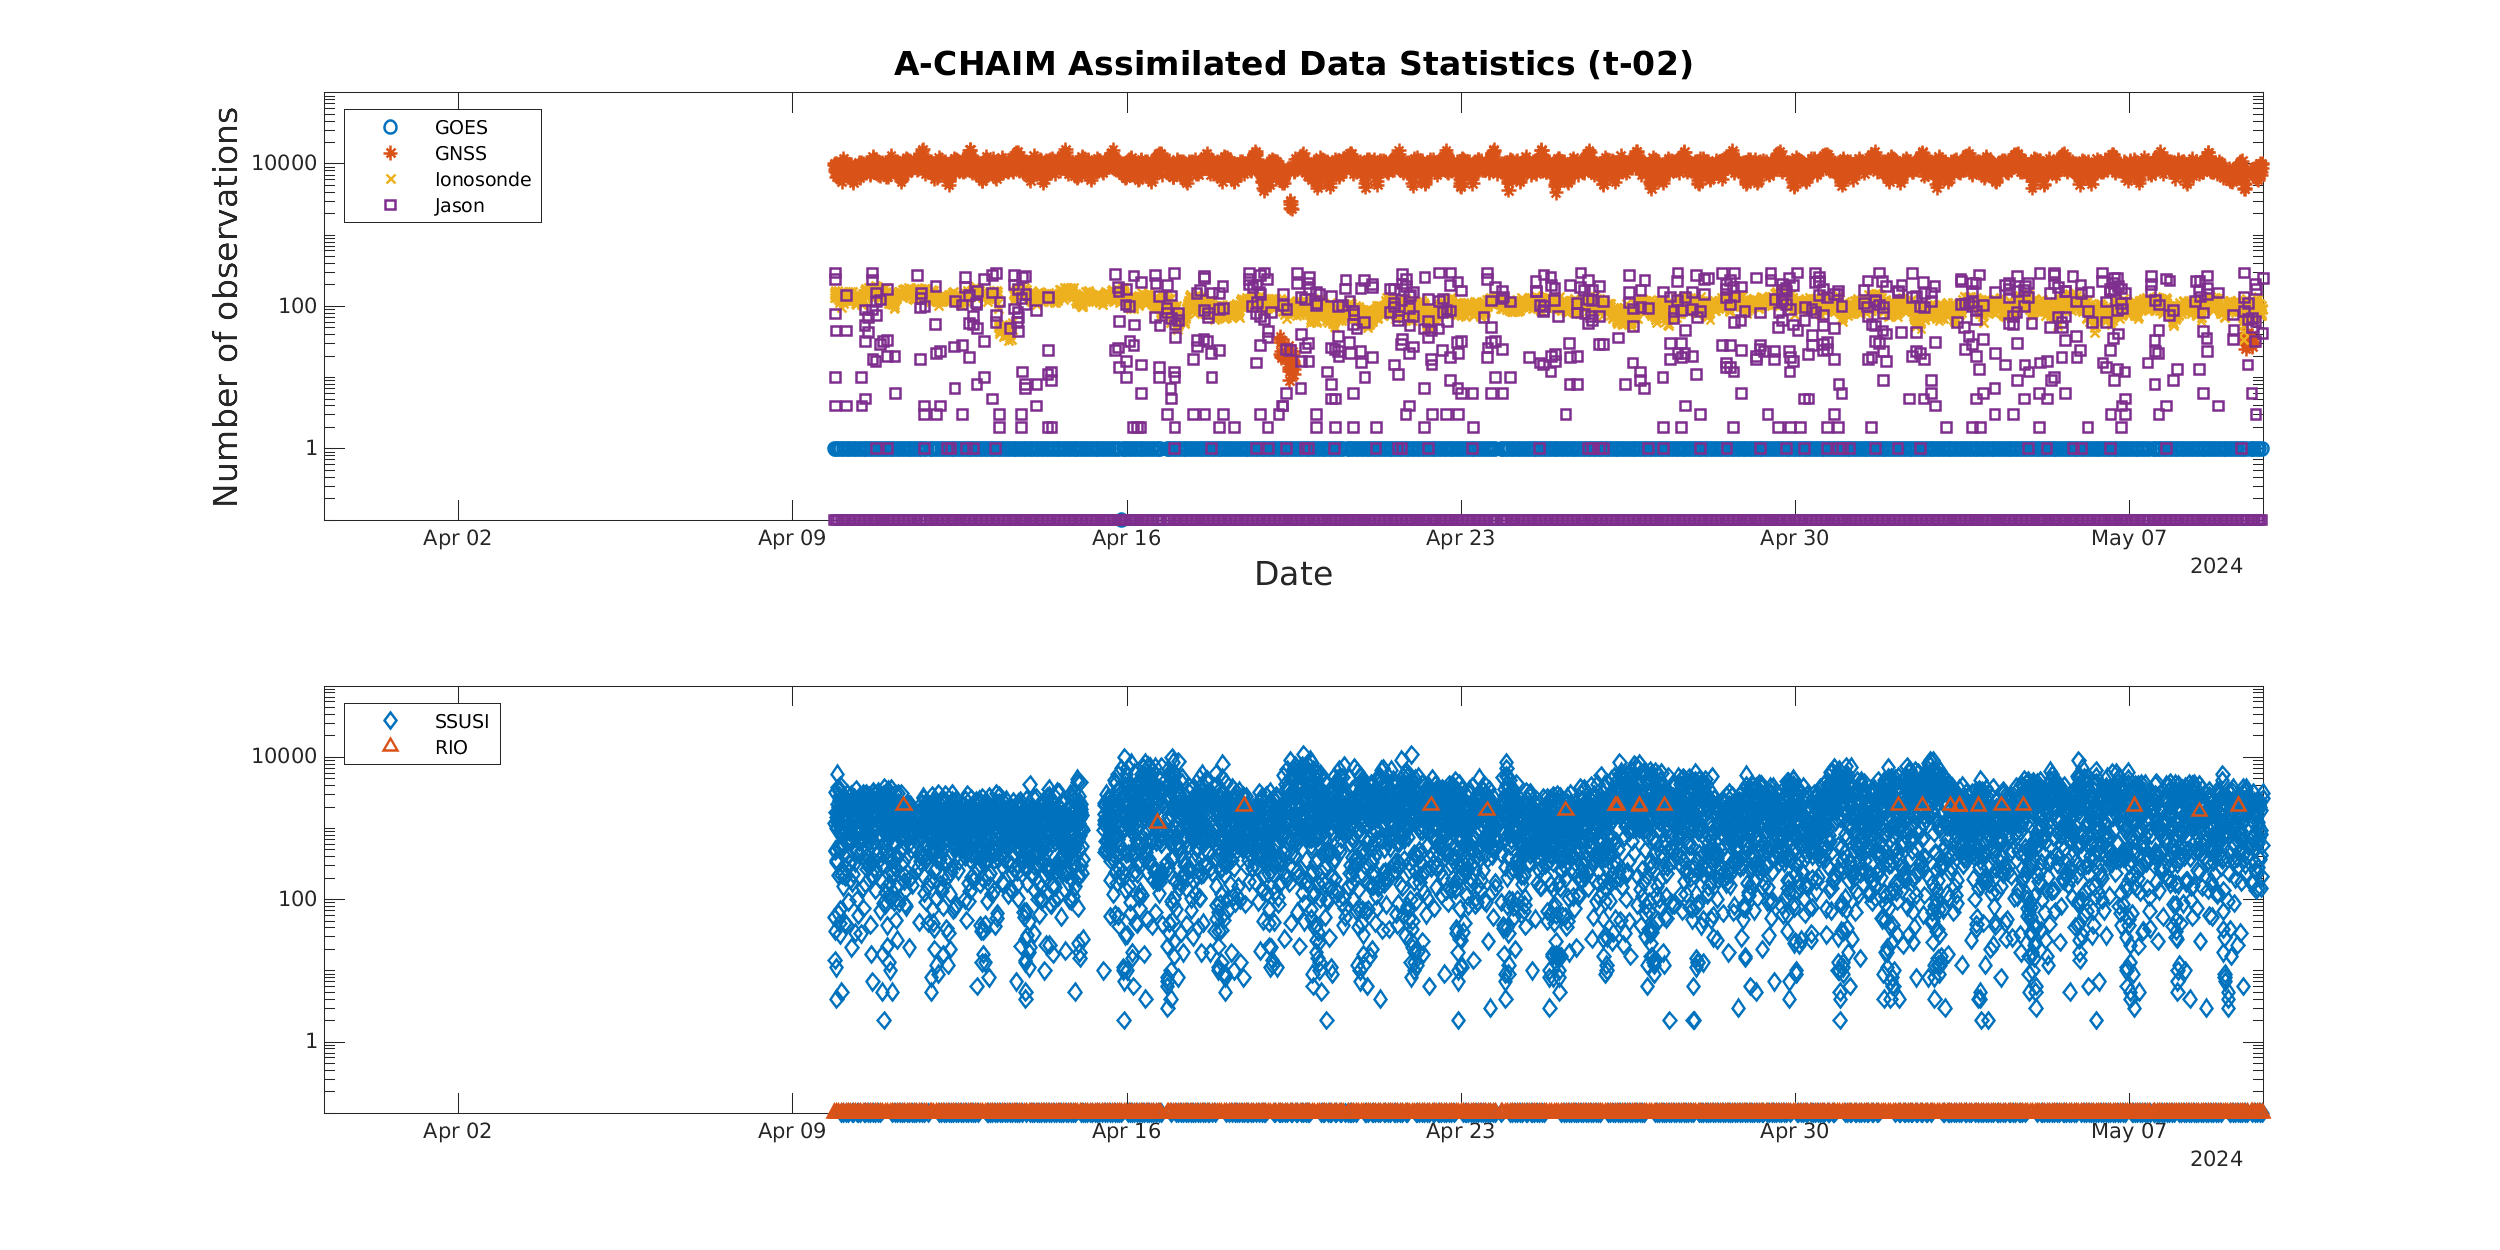 A-CHAIM Assimilated Data Statistics (t-02)
Number of observations
10000
100
1
GOES
GNSS
Ionosonde
Jason
Apr 02
Apr 09
Apr 16
Apr 23
Apr 30
May 07
2024
Date
10000
100
1
SSUSI
RIO
Apr 02
Apr 09
Apr 16
Apr 23
Apr 30
May 07
2024